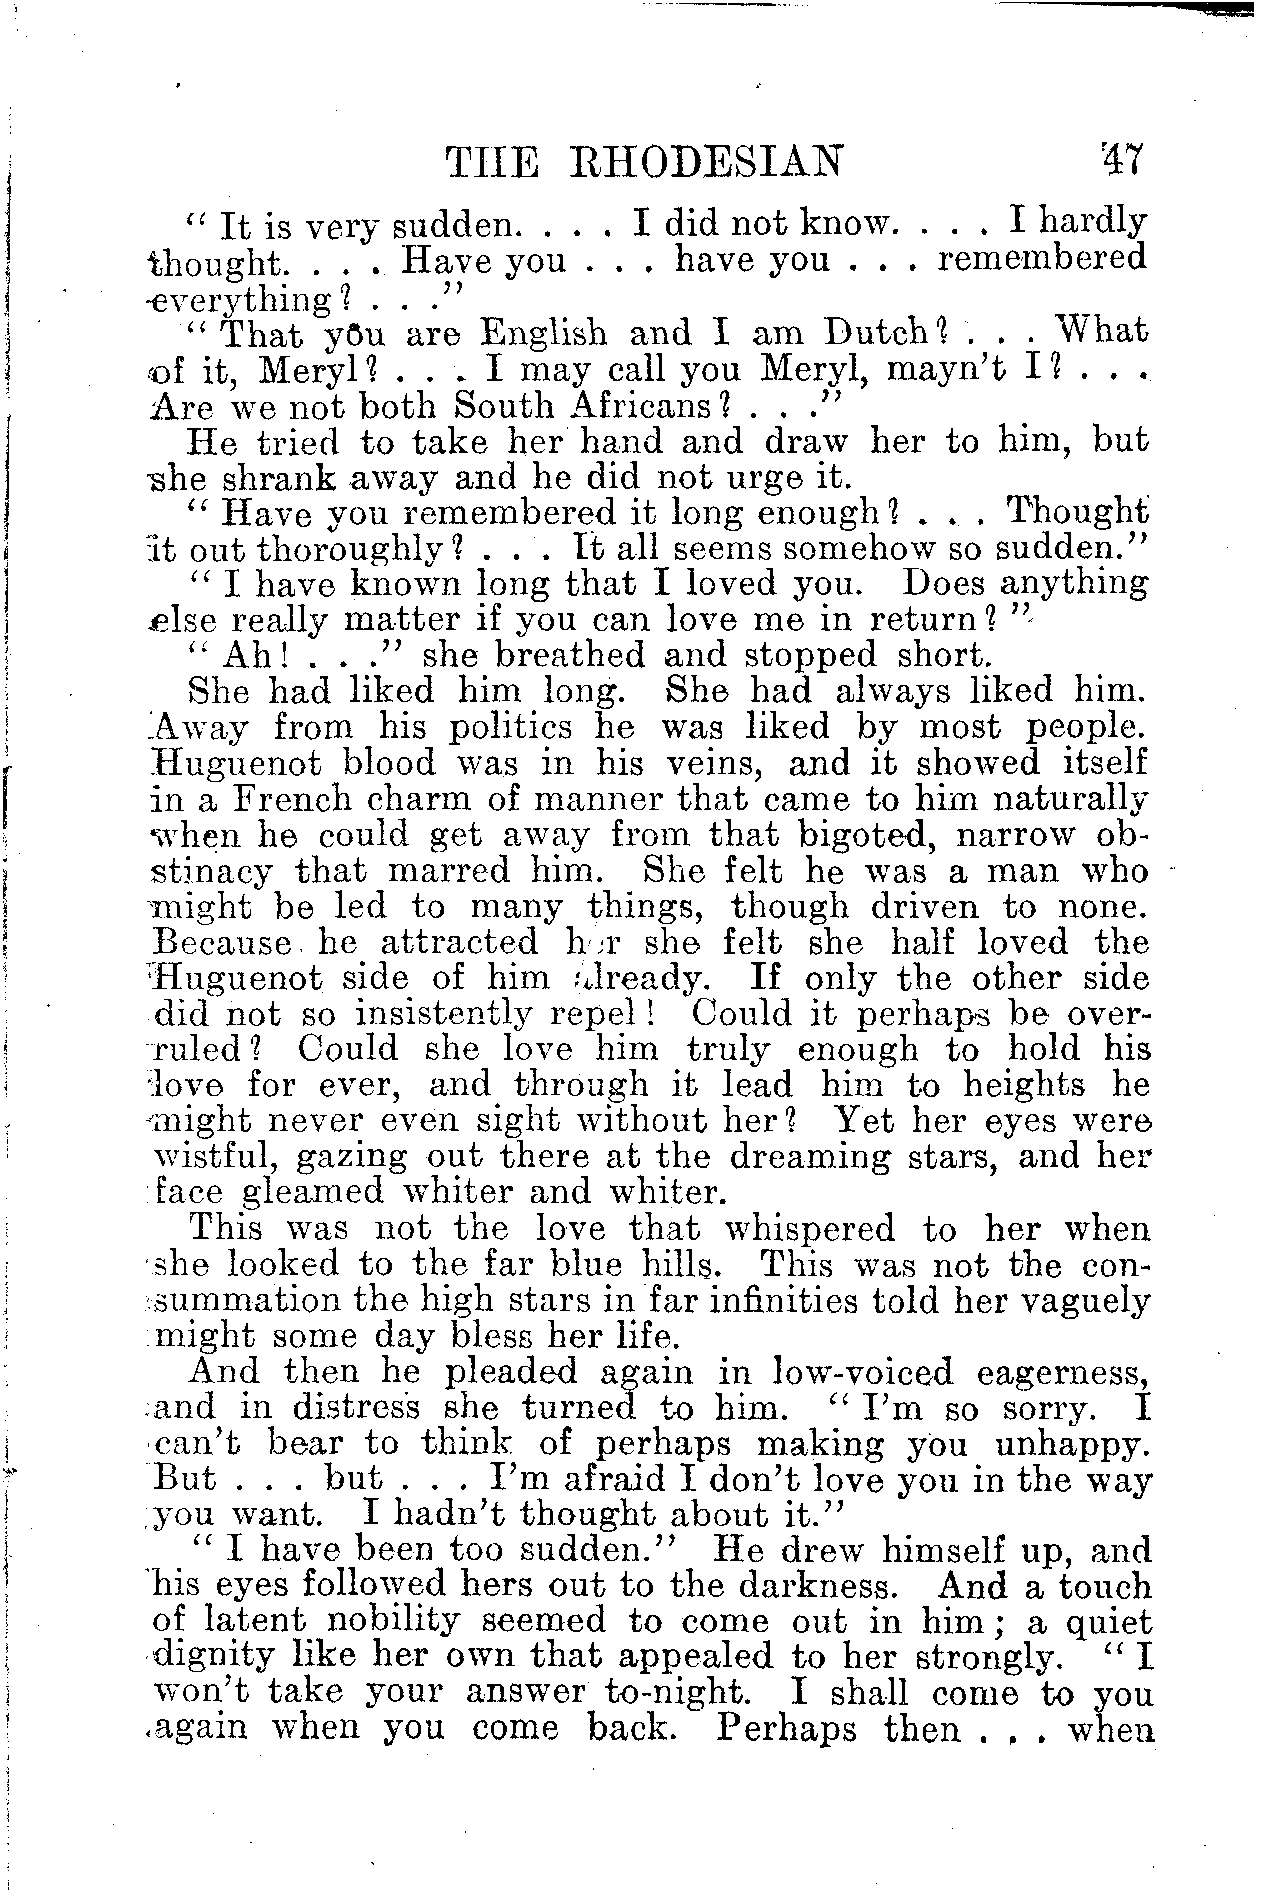 THE RHODESIAN 47
“ It is very sudden. . . . I did not know. . . . I hardly
thought. . . . Have you . . . have you . . . remembered
everything? . . .”
“ That you are English and I am Dutch? . . . What
of it, Meryl? . . . I may call you Meryl, mayn't I? . . .
Are we not both South Africans? . . .”
He tried to take her hand and draw her to him, but
she shrank away and he did not urge it.
“ Have you remembered it long enough? . . . Thought
it out thoroughly? . . . It all seems somehow so sudden.”
“ I have known long that I loved you. Does anything
else really matter if you can love me in return? ”
“ Ah! . . .” she breathed and stopped short.
She had liked him long. She had always liked him.
Away from his politics he was liked by most people.
Huguenot blood was in his veins, and it showed itself
in a French charm of manner that came to him naturally
when he could get away from that bigoted, narrow ob-
stinacy that marred him. She felt he was a man who
might be led to many things, though driven to none.
Because he attracted her she felt she half loved the
Huguenot side of him already. If only the other side
did not so insistently repel! Could it perhaps be over-
ruled? Could she love him truly enough to hold his
love for ever, and through it lead him to heights he
might never even sight without her? Yet her eyes were
wistful, gazing out there at the dreaming stars, and her
face gleamed whiter and whiter.
This was not the love that whispered to her when
she looked to the far blue hills. This was not the con-
summation the high stars in far infinities told her vaguely
might some day bless her life.
And then he pleaded again in low-voiced eagerness,
and in distress she turned to him. “ I'm so sorry. I
can't bear to think of perhaps making you unhappy.
But . . . but . . . I'm afraid I don't love you in the way
you want. I hadn't thought about it.”
“ I have been too sudden.” He drew himself up, and
his eyes followed hers out to the darkness. And a touch
of latent nobility seemed to come out in him; a quiet
dignity like her own that appealed to her strongly. “ I
won't take your answer to-night. I shall come to you
again when you come back. Perhaps then . . . when